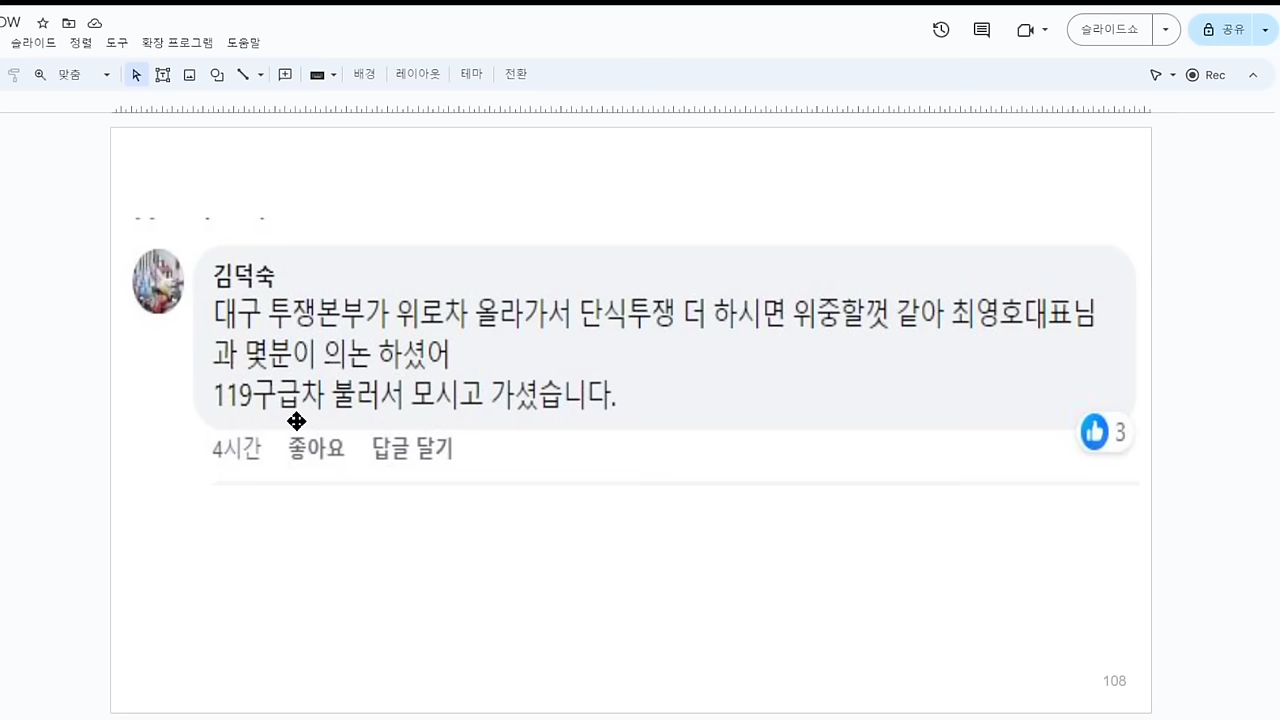 OW
슬라이드 정렬 도구 확장 프로그램 도움말
슬라이드쇼
공유
맞춤
배경 레이아웃 테마 전환
Rec
김덕숙
대구 투쟁본부가 위로차 올라가서 단식투쟁 더 하시면 위중할껏 같아 최영호대표님
과 몇분이 의논 하셨어
119구급차 불러서 모시고 가셨습니다.
4시간 좋아요 답글 달기
3
108